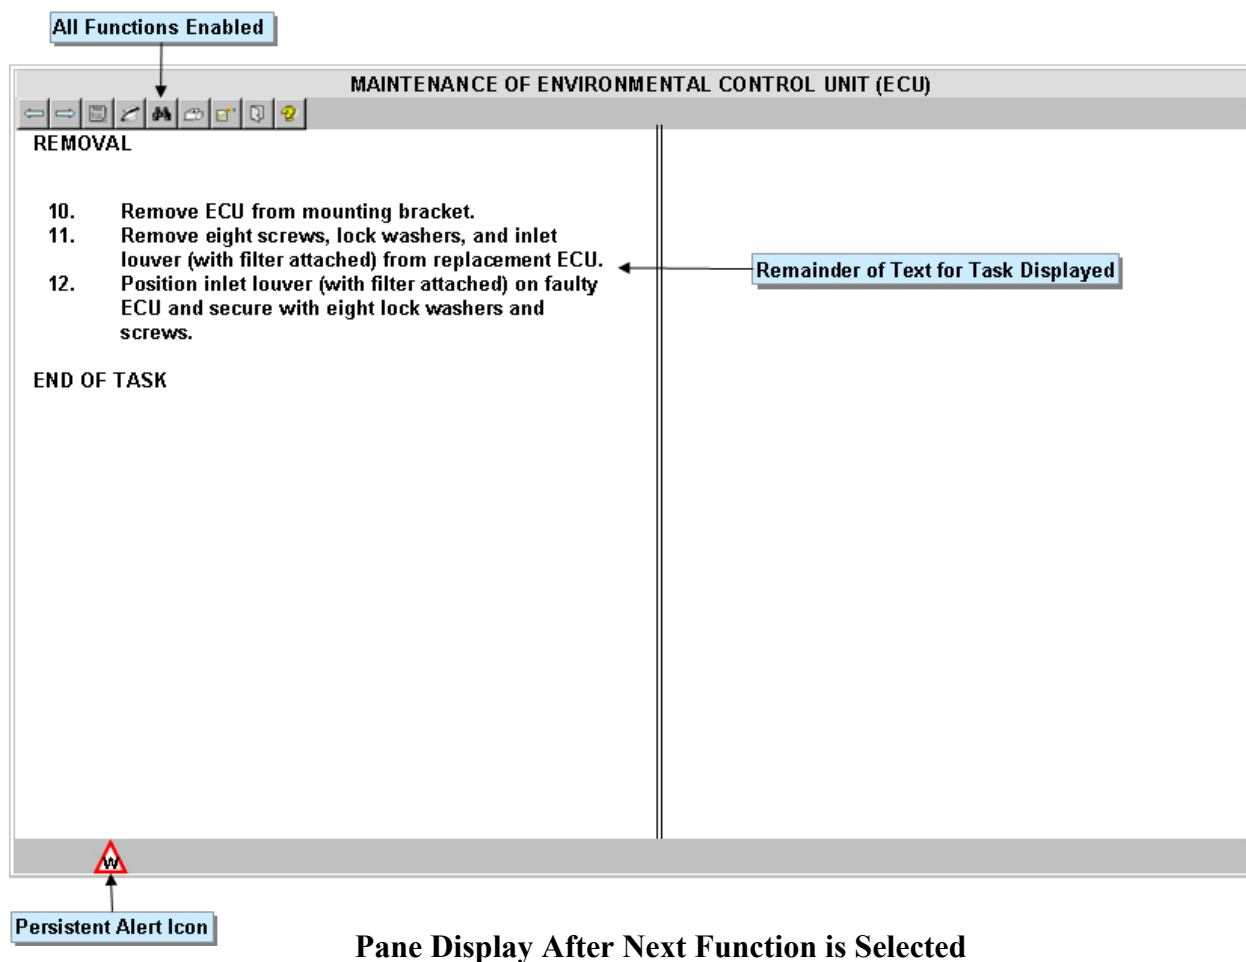 All Functions Enabled
MAINTENANCE OF ENVIRONMENTAL CONTROL UNIT (ECU)
REMOVAL
10. Remove ECU from mounting bracket.
11. Remove eight screws, lock washers, and inlet
louver (with filter attached) from replacement ECU.
12. Position inlet louver (with filter attached) on faulty
ECU and secure with eight lock washers and
screws.
Remainder of Text for Task Displayed
END OF TASK
W
Persistent Alert Icon
Pane Display After Next Function is Selected